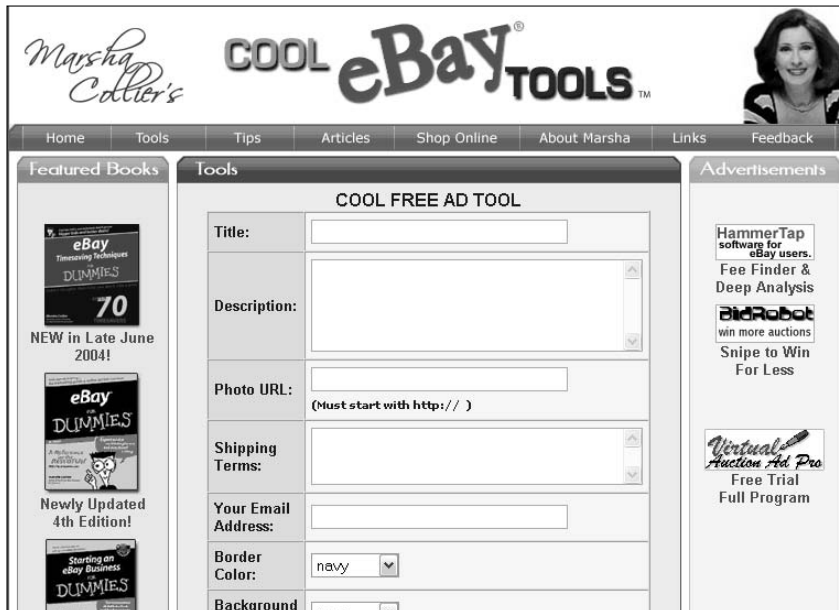 Marsha
Collier's
COOL eBay® TOOLS ™
Home Tools Tips Articles Shop Online About Marsha Links Feedback
Featured Books
eBay
Timesaving Techniques
FOR
DUMMIES
70
NEW in Late June
2004!
eBay
FOR
DUMMIES
Newly Updated
4th Edition!
Starting an
eBay Business
FOR
DUMMIES
Tools
COOL FREE AD TOOL
Title:
Description:
Photo URL:
(Must start with http:// )
Shipping
Terms:
Your Email
Address:
Border
Color:
navy
Background
Advertisements
HammerTap
software for
eBay users.
Fee Finder &
Deep Analysis
BidRobot
win more auctions
Snipe to Win
For Less
Virtual
Auction Ad Pro
Free Trial
Full Program